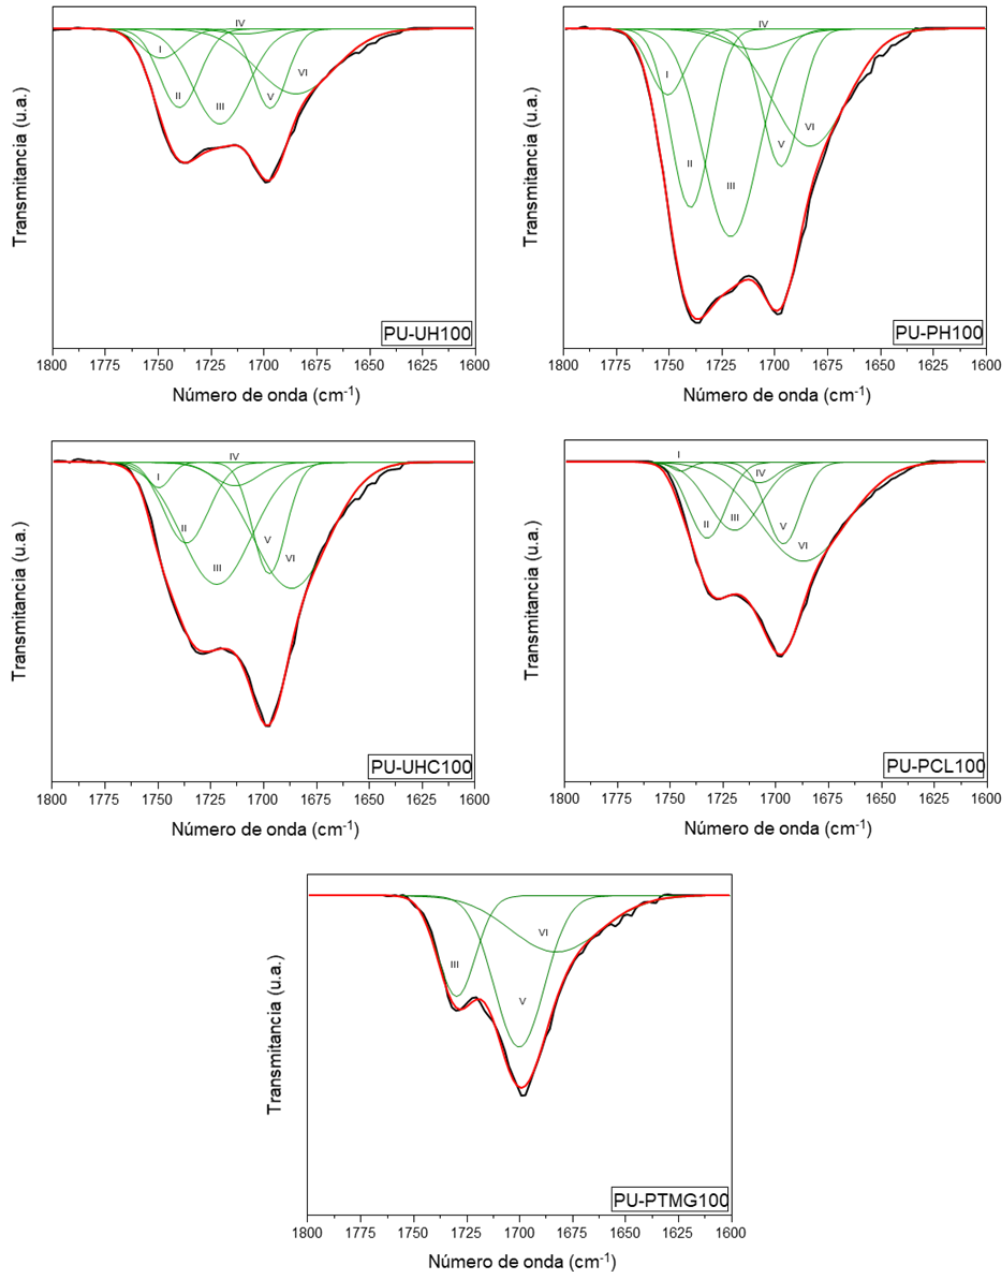 Transmitancia (u.a.)
I
II
III
IV
V
VI
PU-UH100
1800 1775 1750 1725 1700 1675 1650 1625 1600
Número de onda (cm-1)
Transmitancia (u.a.)
I
II
III
IV
V
VI
PU-PH100
1800 1775 1750 1725 1700 1675 1650 1625 1600
Número de onda (cm-1)
Transmitancia (u.a.)
I
II
III
IV
V
VI
PU-UHC100
1800 1775 1750 1725 1700 1675 1650 1625 1600
Número de onda (cm-1)
Transmitancia (u.a.)
I
II
III
IV
V
VI
PU-PCL100
1800 1775 1750 1725 1700 1675 1650 1625 1600
Número de onda (cm-1)
Transmitancia (u.a.)
III
V
VI
PU-PTMG100
1800 1775 1750 1725 1700 1675 1650 1625 1600
Número de onda (cm-1)